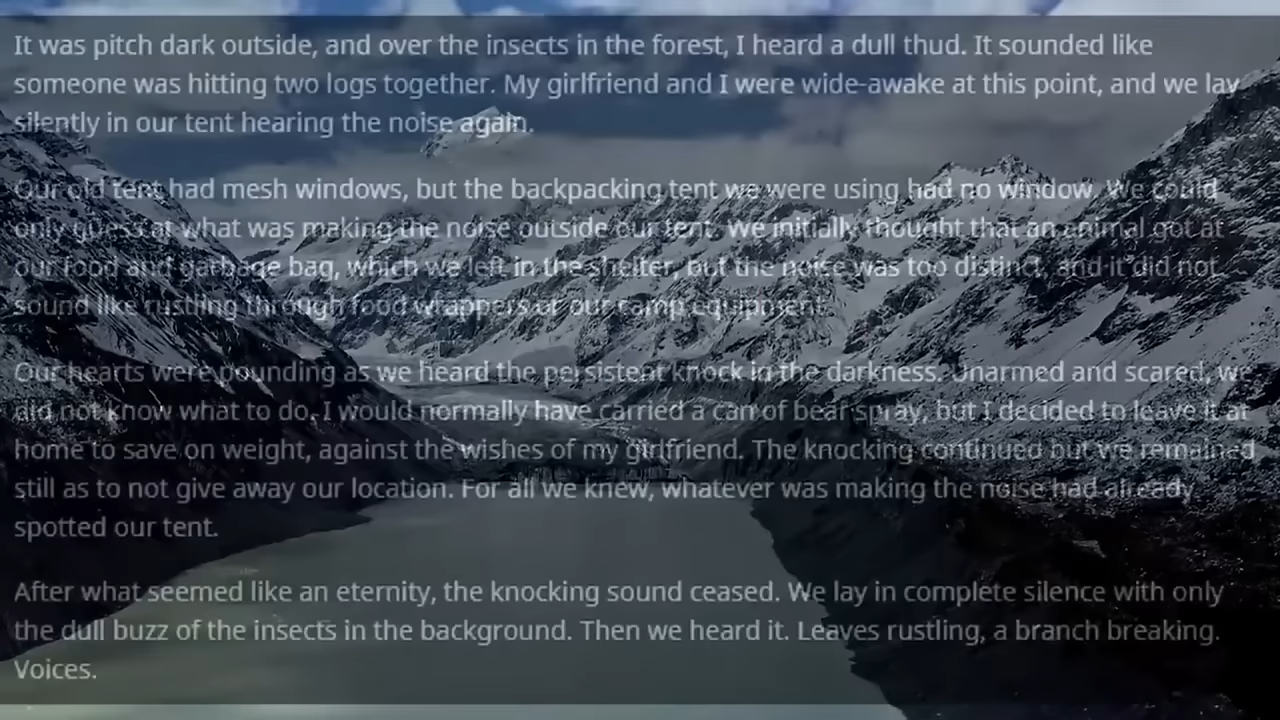 It was pitch dark outside, and over the insects in the forest, I heard a dull thud. It sounded like
someone was hitting two logs together. My girlfriend and I were wide-awake at this point, and we lay
silently in our tent hearing the noise again.
Our old tent had mesh windows, but the backpacking tent we were using had no window. We could
only guess at what was making the noise outside our tent. We initially thought that an animal got at
our food and garbage bag, which we left in the shelter, but the noise was too distinct, and it did not
sound like rustling through food wrappers or our camp equipment.
Our hearts were pounding as we heard the persistent knock in the darkness. Unarmed and scared, we
did not know what to do. I would normally have carried a can of bear spray, but I decided to leave it at
home to save on weight, against the wishes of my girlfriend. The knocking continued but we remained
still as to not give away our location. For all we knew, whatever was making the noise had already
spotted our tent.
After what seemed like an eternity, the knocking sound ceased. We lay in complete silence with only
the dull buzz of the insects in the background. Then we heard it. Leaves rustling, a branch breaking.
Voices.